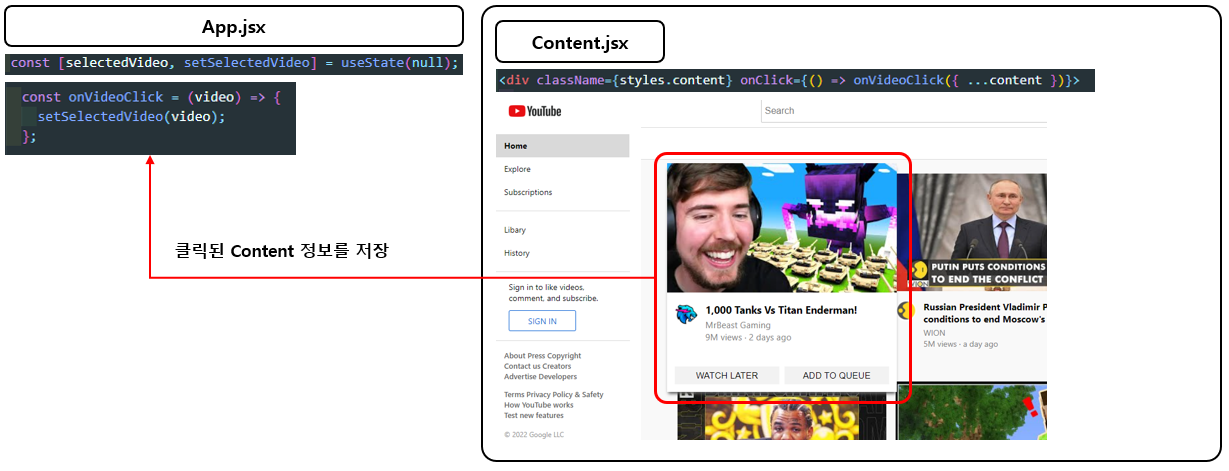 App.jsx
const [selectedVideo, setSelectedVideo] = useState(null);
const onVideoClick = (video) => {
setSelectedVideo(video);
};
클릭된 Content 정보를 저장
Content.jsx
<div className={styles.content} onClick={() => onVideoClick({ ...content })}>
YouTube
Search
Home
Explore
Subscriptions
Libary
History
Sign in to like videos,
comment, and subscribe.
SIGN IN
About Press Copyright
Contact us Creators
Advertise Developers
Terms Privacy Policy & Safety
How YouTube works
Test new features
© 2022 Google LLC
1,000 Tanks Vs Titan Enderman!
MrBeast Gaming
9M views · 2 days ago
WATCH LATER
ADD TO QUEUE
PUTIN PUTS CONDITIONS
TO END THE CONFLICT
WION
Russian President Vladimir P
conditions to end Moscow's
WION
5M views · a day ago